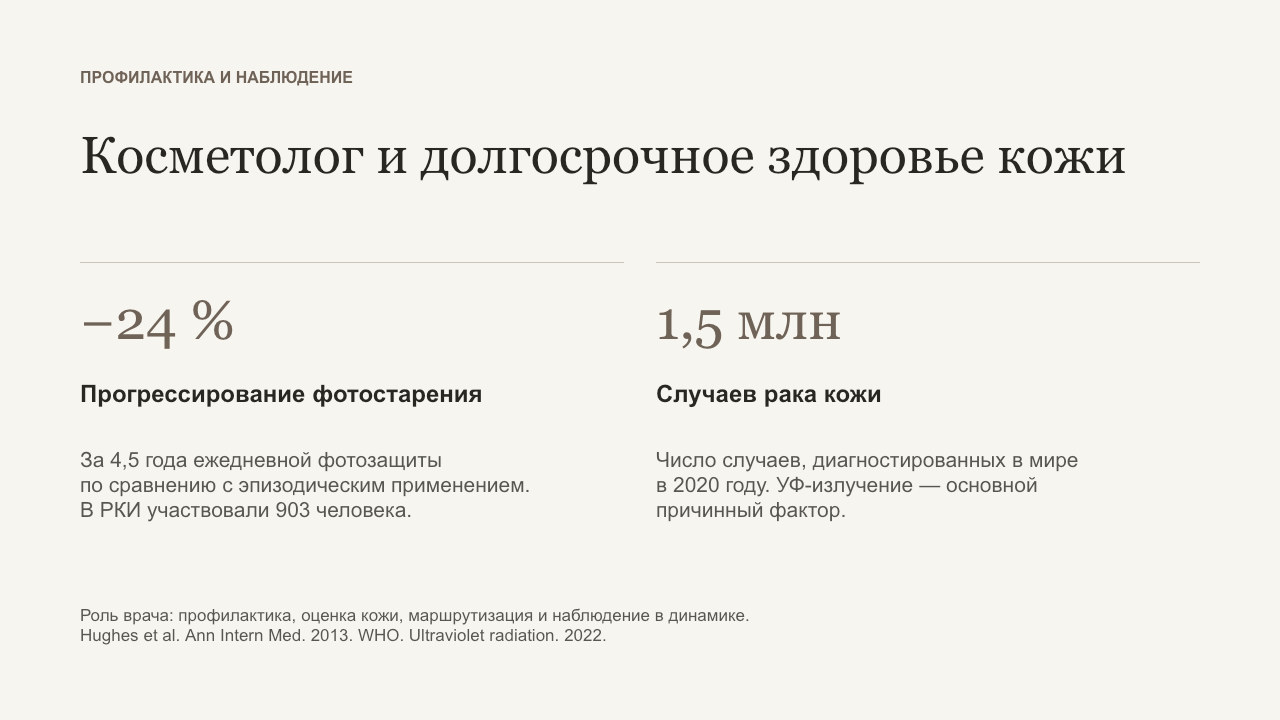 ПРОФИЛАКТИКА И НАБЛЮДЕНИЕ
Косметолог и долгосрочное здоровье кожи
−24 %
Прогрессирование фотостарения
За 4,5 года ежедневной фотозащиты
по сравнению с эпизодическим применением.
В РКИ участвовали 903 человека.
1,5 млн
Случаев рака кожи
Число случаев, диагностированных в мире
в 2020 году. УФ-излучение — основной
причинный фактор.
Роль врача: профилактика, оценка кожи, маршрутизация и наблюдение в динамике.
Hughes et al. Ann Intern Med. 2013. WHO. Ultraviolet radiation. 2022.